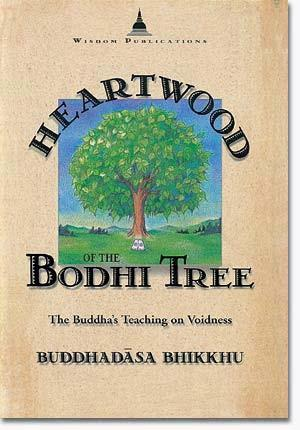 WISDOM PUBLICATIONS
HEARTWOOD
OF THE
BODHI TREE
The Buddha's Teaching on Voidness
BUDDHADĀSA BHIKKHU